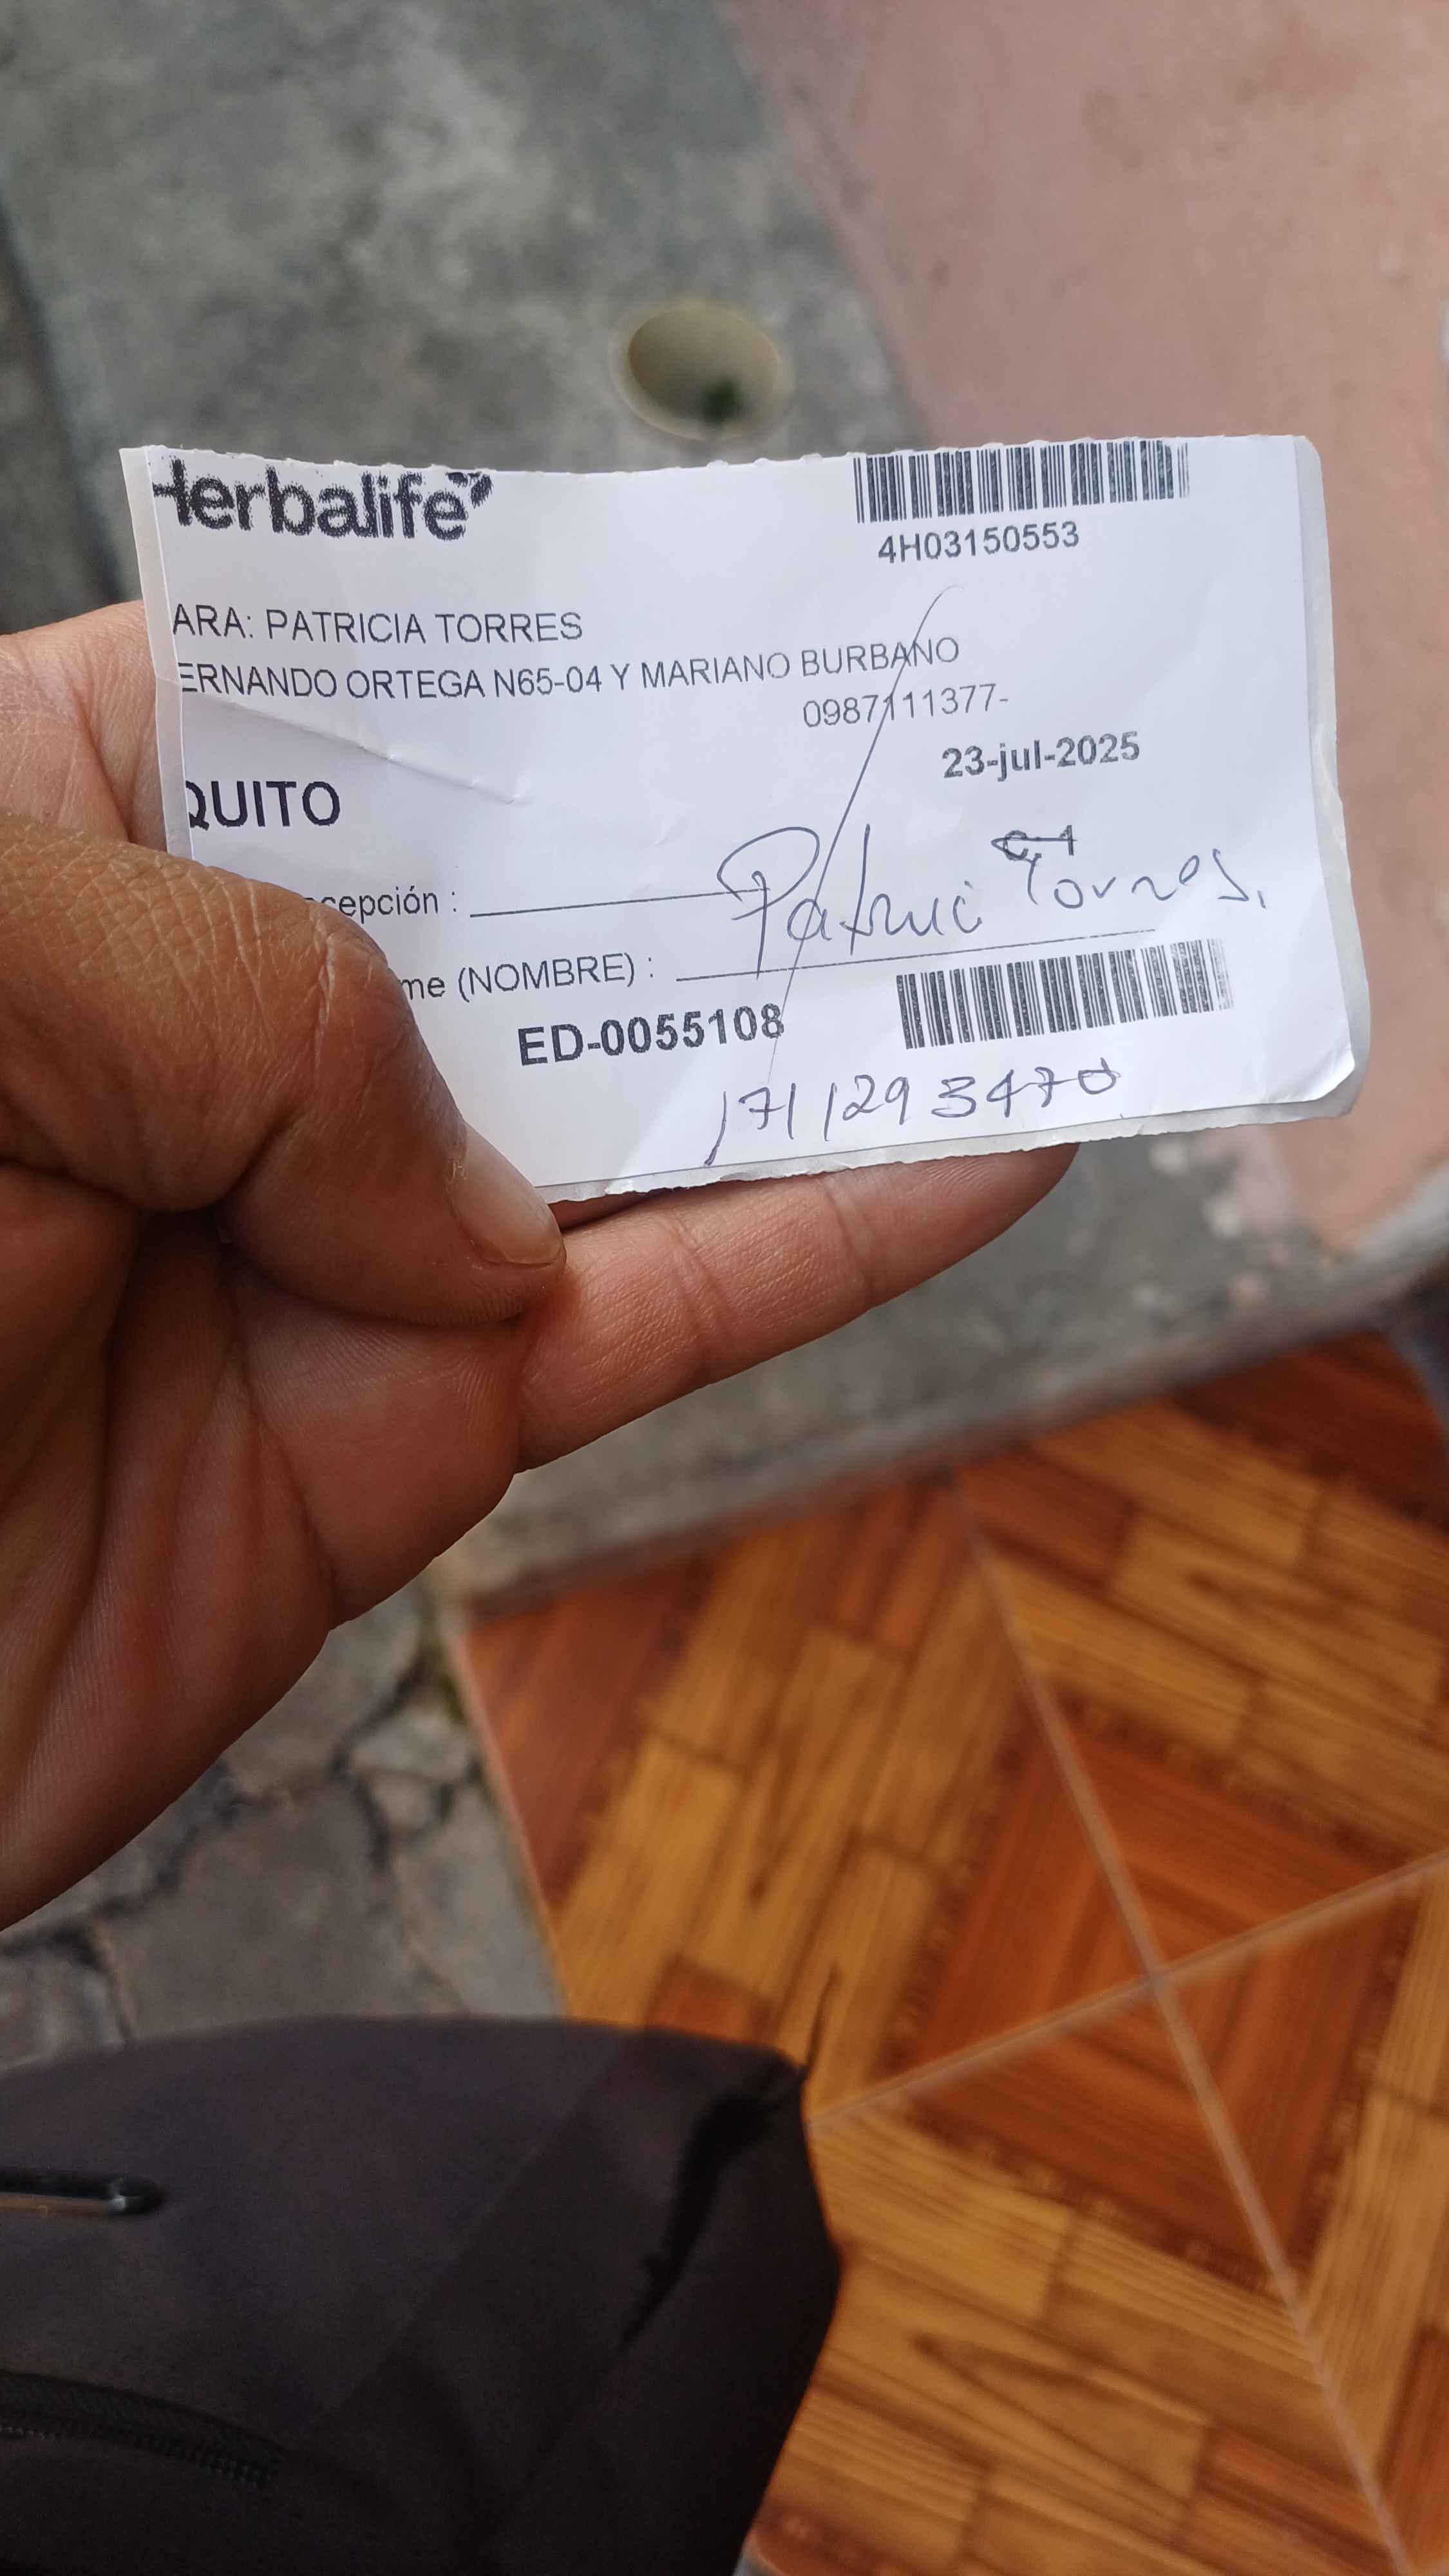 Herbalife
4H03150553
ARA: PATRICIA TORRES
ERNANDO ORTEGA N65-04 Y MARIANO BURBANO
0987111377-
23-jul-2025
QUITO
C-1
cepción :
Patrici Torres.
me (NOMBRE) :
ED-0055108
1711293470